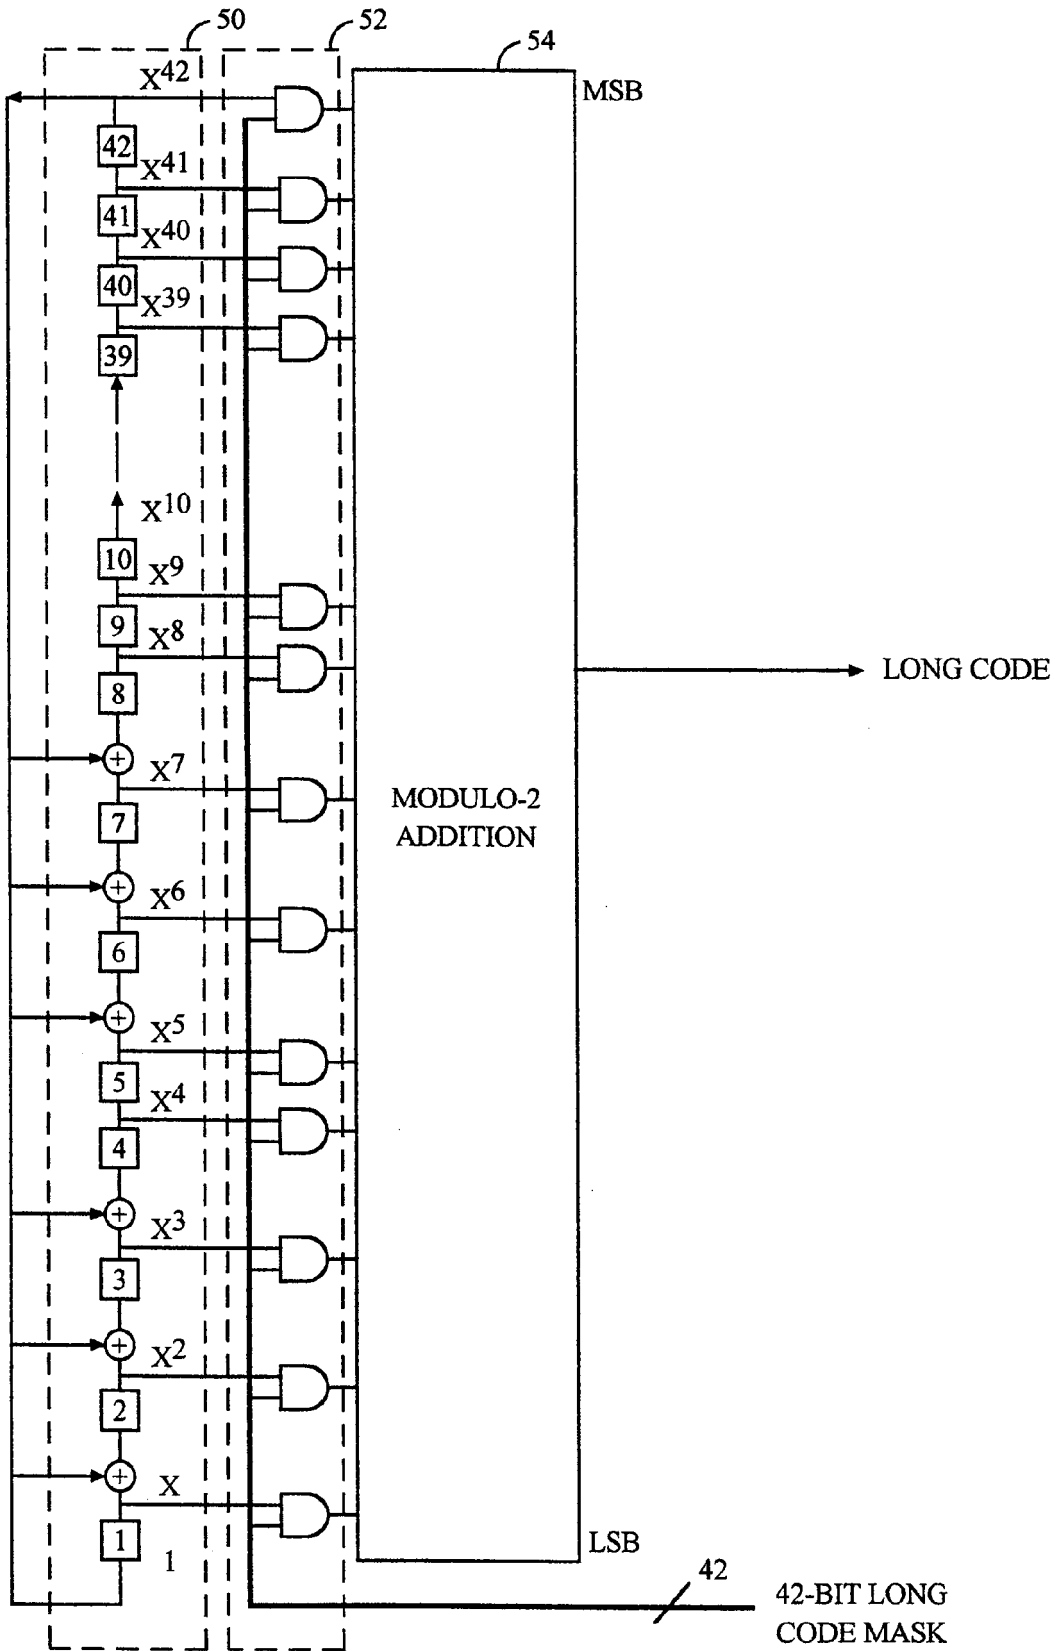 50
52
54
X42
MSB
42
X41
41
X40
40
X39
39
X10
10
X9
9
X8
8
LONG CODE
X7
7
MODULO-2
ADDITION
X6
6
X5
5
X4
4
X3
3
X2
2
X
1
1
LSB
42
42-BIT LONG
CODE MASK